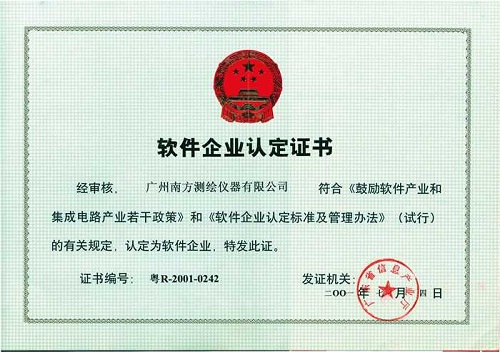 软件企业认定证书
经审核， 广州南方测绘仪器有限公司 符合《鼓励软件产业和
集成电路产业若干政策》和《软件企业认定标准及管理办法》（试行）
的有关规定，认定为软件企业，特发此证。
证书编号：粤R-2001-0242 发证机关：
二〇〇一年七月 四日
广东省信息产业厅